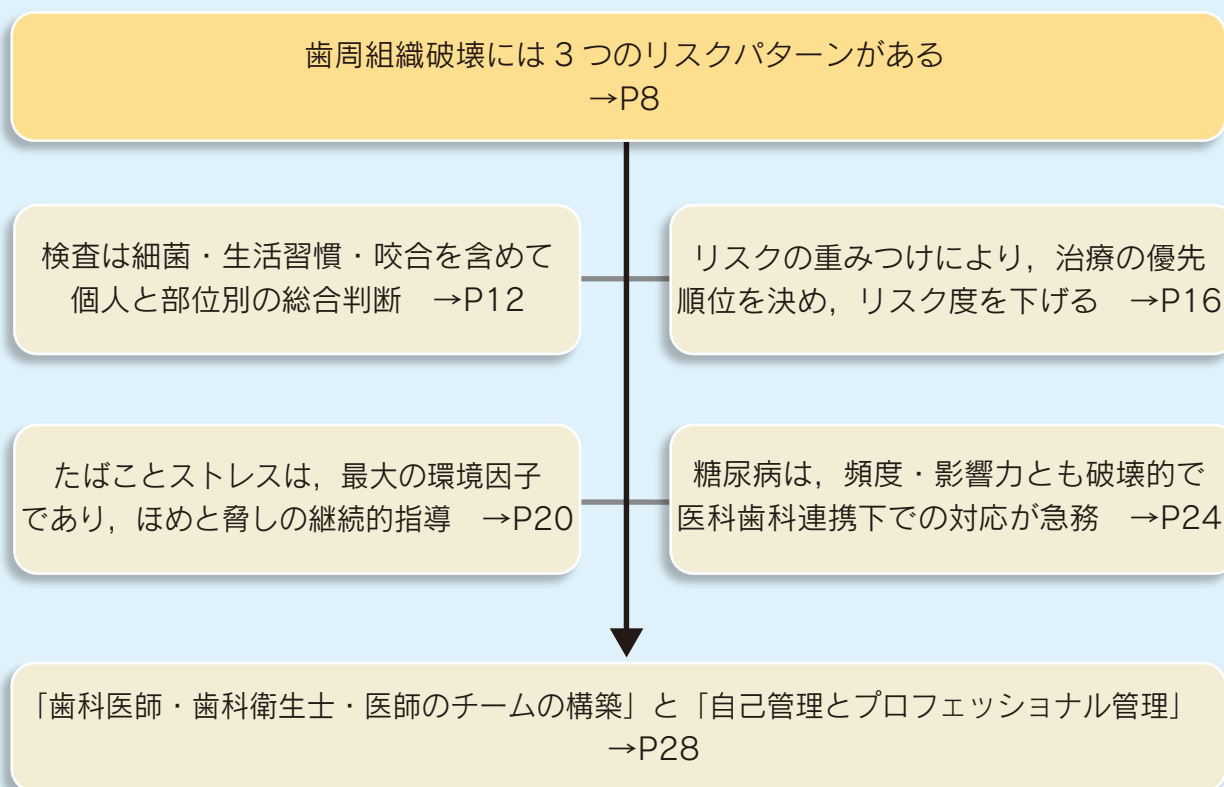 歯周組織破壊には3つのリスクパターンがある
→P8
検査は細菌・生活習慣・咬合を含めて
個人と部位別の総合判断　→P12
リスクの重みつけにより，治療の優先
順位を決め，リスク度を下げる　→P16
たばことストレスは，最大の環境因子
であり，ほめと脅しの継続的指導　→P20
糖尿病は，頻度・影響力とも破壊的で
医科歯科連携下での対応が急務　→P24
「歯科医師・歯科衛生士・医師のチームの構築」と「自己管理とプロフェッショナル管理」
→P28